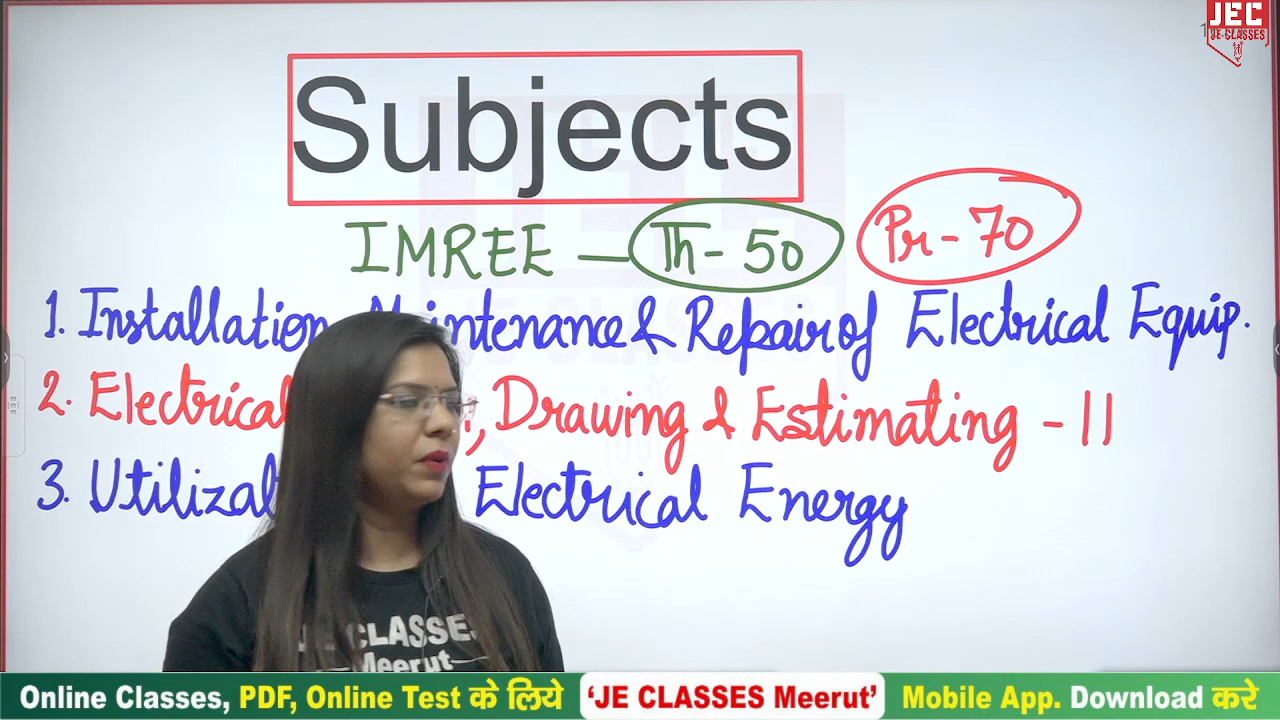 JEC
JE CLASSES
Subjects
IMREE — Th - 50 Pr - 70
1. Installation Maintenance & Repair of Electrical Equip.
2. Electrical , Drawing & Estimating - II
3. Electrical Energy
JE CLASSES
Meerut
Online Classes, PDF, Online Test के लिये 'JE CLASSES Meerut' Mobile App. Download करे